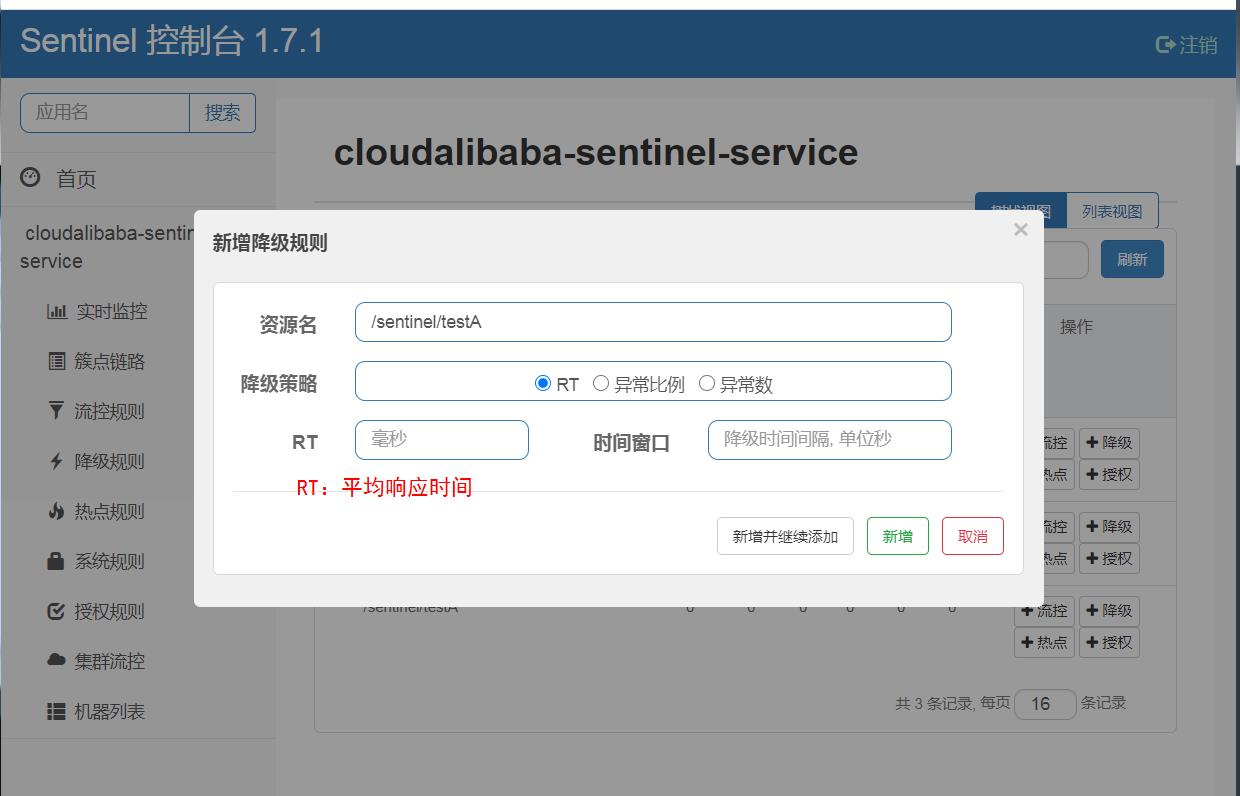 Sentinel 控制台 1.7.1
注销
应用名
搜索
cloudalibaba-sentinel-service
首页
cloudalibaba-sentin
service
树状视图
列表视图
新增降级规则
×
刷新
资源名
/sentinel/testA
操作
实时监控
簇点链路
降级策略
RT
异常比例
异常数
流控规则
RT
毫秒
时间窗口
降级时间间隔, 单位秒
流控
降级
降级规则
热点
授权
RT：平均响应时间
热点规则
新增并继续添加
新增
取消
流控
降级
系统规则
热点
授权
授权规则
/sentinel/testA
0 0 0 0 0 0
流控
降级
热点
授权
集群流控
机器列表
共 3 条记录, 每页 16 条记录